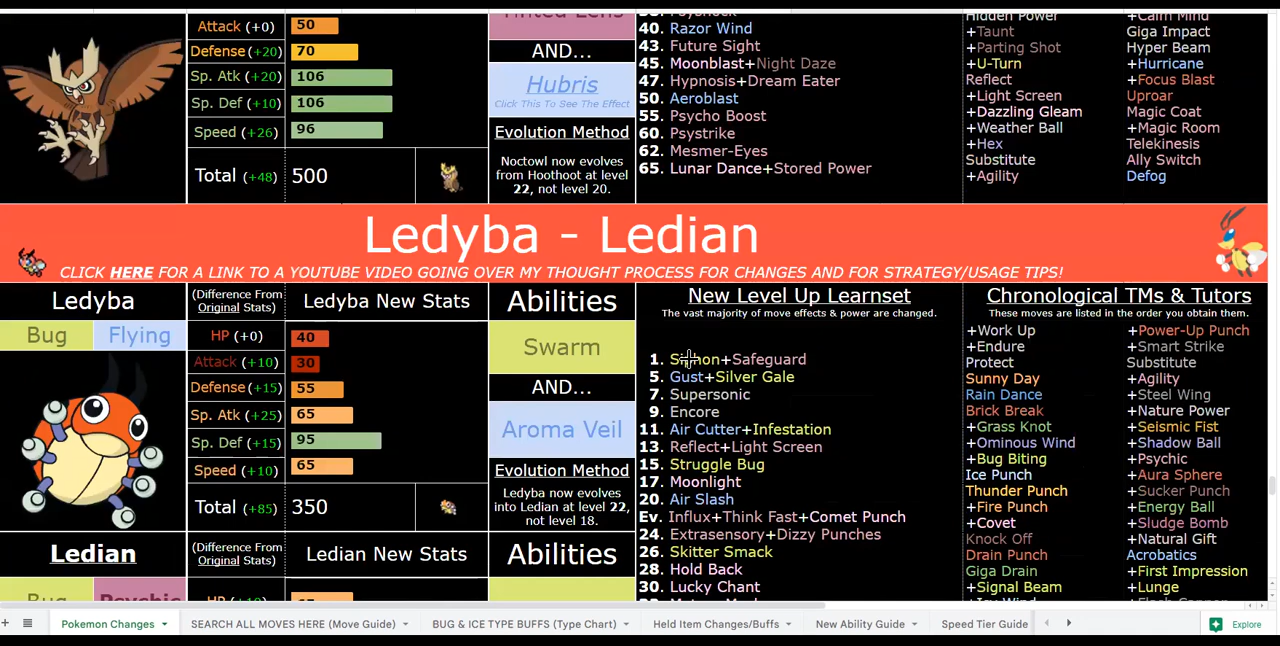 Attack (+0) 50
Tinted Lens
Defense (+20) 70
AND...
Sp. Atk (+20) 106
Hubris
Click This To See The Effect
Sp. Def (+10) 106
Speed (+26) 96
Evolution Method
Total (+48) 500
Noctowl now evolves
from Hoothoot at level
22, not level 20.
40. Razor Wind
43. Future Sight
45. Moonblast+Night Daze
47. Hypnosis+Dream Eater
50. Aeroblast
55. Psycho Boost
60. Psystrike
62. Mesmer-Eyes
65. Lunar Dance+Stored Power
Hidden Power
+Taunt
+Parting Shot
+U-Turn
Reflect
+Light Screen
+Dazzling Gleam
+Weather Ball
+Hex
Substitute
+Agility
+Calm Mind
Giga Impact
Hyper Beam
+Hurricane
+Focus Blast
Uproar
Magic Coat
+Magic Room
Telekinesis
Ally Switch
Defog
Ledyba - Ledian
CLICK HERE FOR A LINK TO A YOUTUBE VIDEO GOING OVER MY THOUGHT PROCESS FOR CHANGES AND FOR STRATEGY/USAGE TIPS!
Ledyba
Bug Flying
(Difference From
Original Stats)
Ledyba New Stats
HP (+0) 40
Attack (+10) 30
Defense (+15) 55
Sp. Atk (+25) 65
Sp. Def (+15) 95
Speed (+10) 65
Total (+85) 350
Abilities
Swarm
AND...
Aroma Veil
Evolution Method
Ledyba now evolves
into Ledian at level 22,
not level 18.
New Level Up Learnset
The vast majority of move effects & power are changed.
1. +Safeguard
5. Gust+Silver Gale
7. Supersonic
9. Encore
11. Air Cutter+Infestation
13. Reflect+Light Screen
15. Struggle Bug
17. Moonlight
20. Air Slash
Ev. Influx+Think Fast+Comet Punch
24. Extrasensory+Dizzy Punches
26. Skitter Smack
28. Hold Back
30. Lucky Chant
Chronological TMs & Tutors
These moves are listed in the order you obtain them.
+Work Up
+Endure
Protect
Sunny Day
Rain Dance
Brick Break
+Grass Knot
+Ominous Wind
+Bug Biting
Ice Punch
Thunder Punch
+Fire Punch
+Covet
Knock Off
Drain Punch
Giga Drain
+Signal Beam
+Icy Wind
+Power-Up Punch
+Smart Strike
Substitute
+Agility
+Steel Wing
+Nature Power
+Seismic Fist
+Shadow Ball
+Psychic
+Aura Sphere
+Sucker Punch
+Energy Ball
+Sludge Bomb
+Natural Gift
Acrobatics
+First Impression
+Lunge
+Flash Cannon
Ledian
Bug Psychic
(Difference From
Original Stats)
Ledian New Stats
HP (+10)
Abilities
Pokemon Changes
SEARCH ALL MOVES HERE (Move Guide)
BUG & ICE TYPE BUFFS (Type Chart)
Held Item Changes/Buffs
New Ability Guide
Speed Tier Guide
Explore